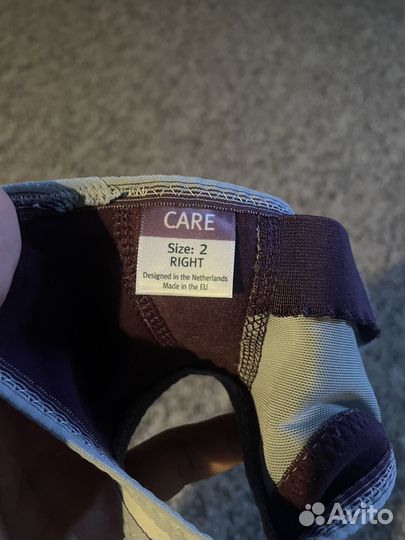 CARE
Size: 2
RIGHT
Designed in the Netherlands
Made in the EU
Avito